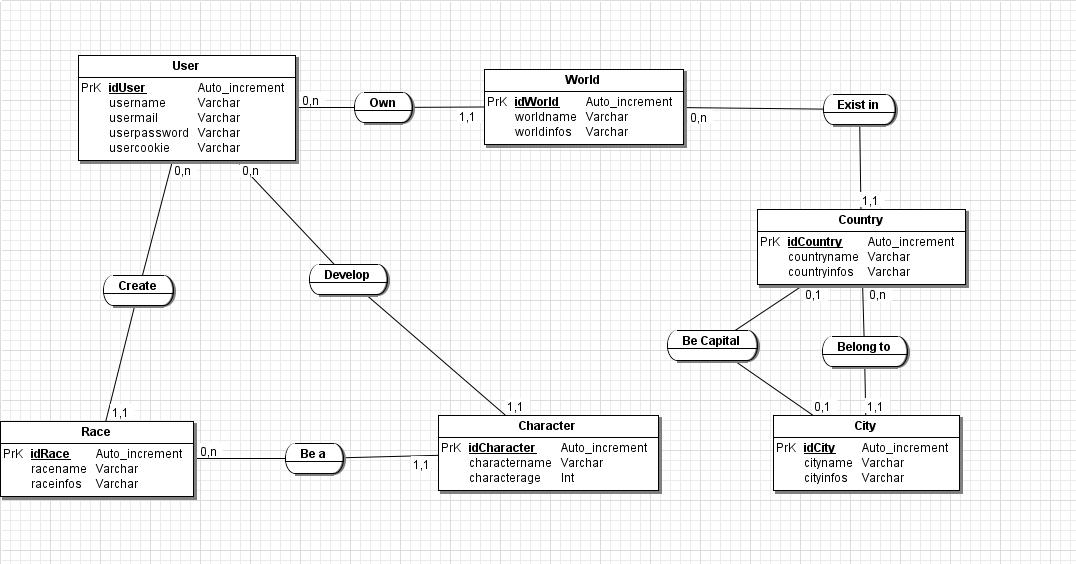 User
PrK idUser Auto_increment
username Varchar
usermail Varchar
userpassword Varchar
usercookie Varchar
0,n
Own
1,1
World
PrK idWorld Auto_increment
worldname Varchar
worldinfos Varchar
0,n
Exist in
1,1
Country
PrK idCountry Auto_increment
countryname Varchar
countryinfos Varchar
0,n
0,n
Create
Develop
0,1
0,n
Be Capital
Belong to
1,1
1,1
0,1
1,1
Race
PrK idRace Auto_increment
racename Varchar
raceinfos Varchar
0,n
Be a
1,1
Character
PrK idCharacter Auto_increment
charactername Varchar
characterage Int
City
PrK idCity Auto_increment
cityname Varchar
cityinfos Varchar